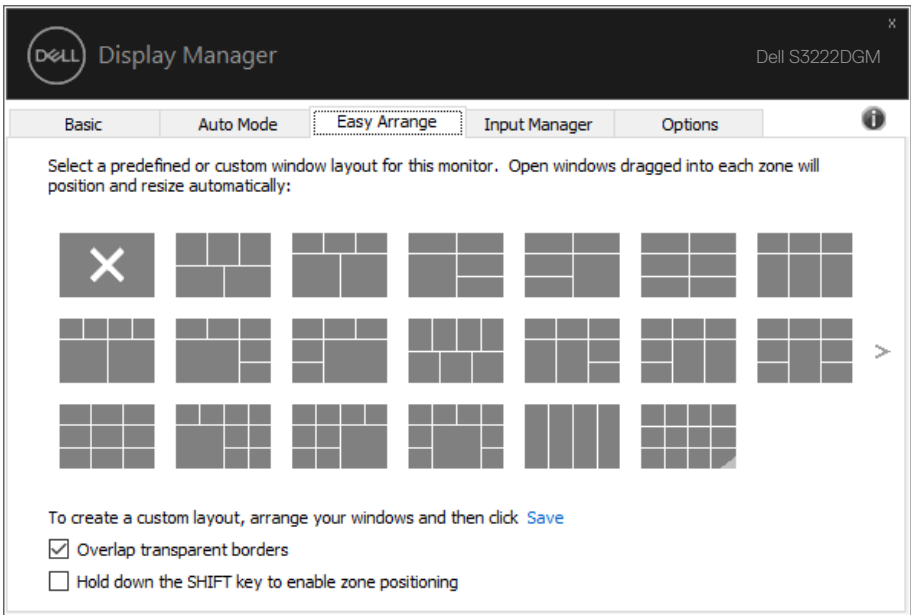 x
DELL Display Manager
Dell S3222DGM
Basic Auto Mode Easy Arrange Input Manager Options
Select a predefined or custom window layout for this monitor. Open windows dragged into each zone will
position and resize automatically:
>
To create a custom layout, arrange your windows and then click Save
Overlap transparent borders
Hold down the SHIFT key to enable zone positioning